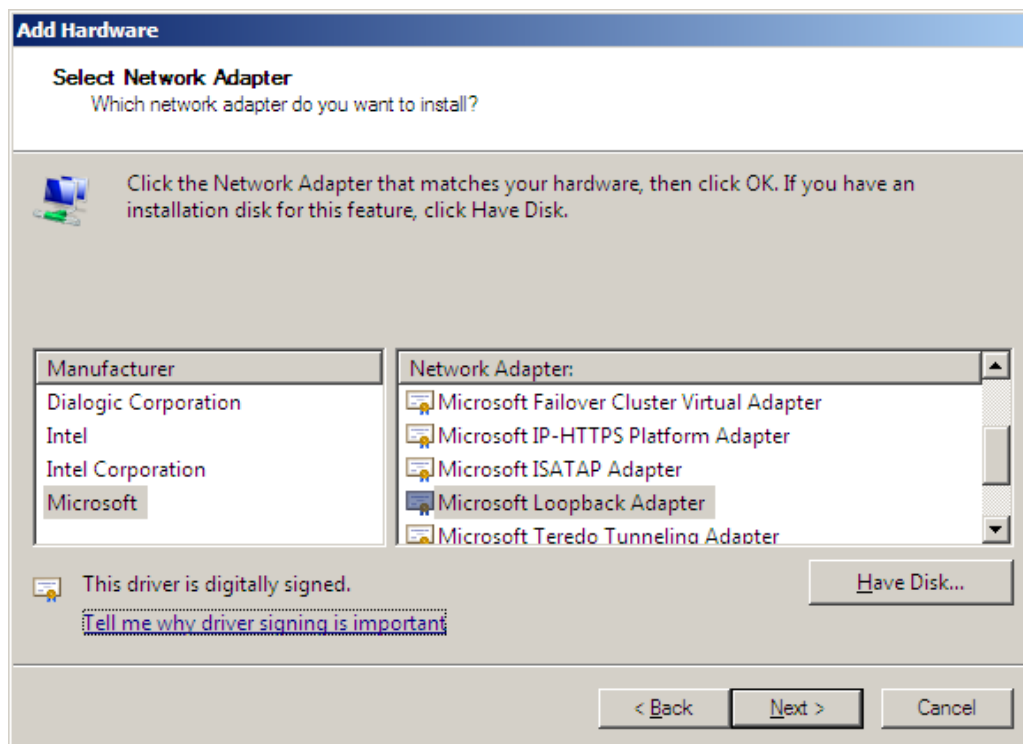 Add Hardware
Select Network Adapter
Which network adapter do you want to install?
Click the Network Adapter that matches your hardware, then click OK. If you have an
installation disk for this feature, click Have Disk.
Manufacturer
Dialogic Corporation
Intel
Intel Corporation
Microsoft
Network Adapter:
Microsoft Failover Cluster Virtual Adapter
Microsoft IP-HTTPS Platform Adapter
Microsoft ISATAP Adapter
Microsoft Loopback Adapter
Microsoft Teredo Tunneling Adapter
This driver is digitally signed.
Tell me why driver signing is important
Have Disk...
< Back
Next >
Cancel